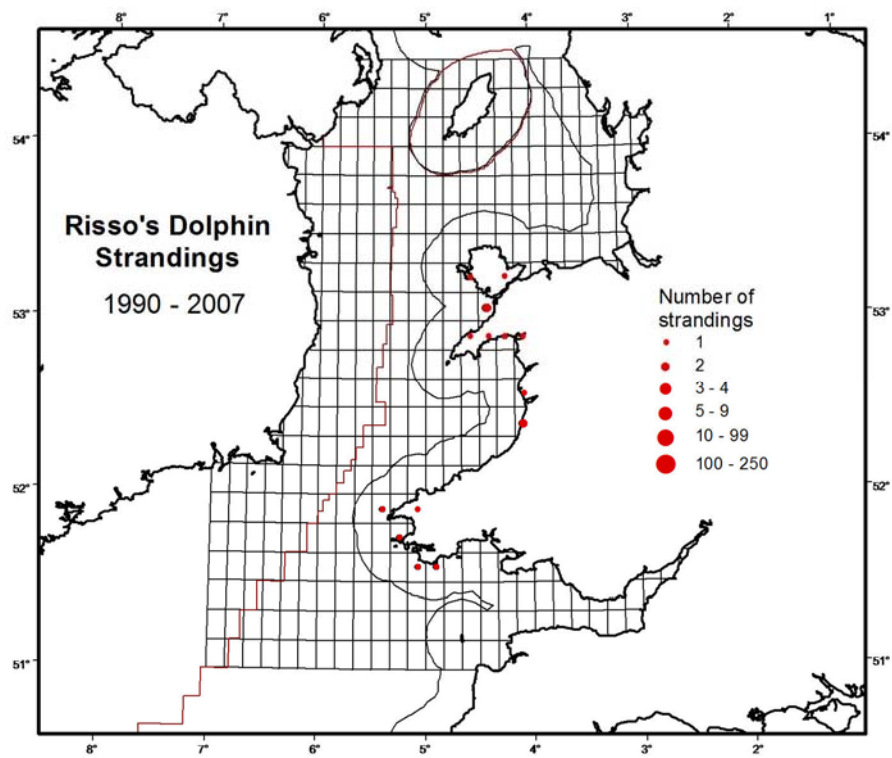 8° 7° 6° 5° 4° 3° 2° 1°
54° 54°
Risso's Dolphin
Strandings
1990 - 2007
53° 53°
Number of
strandings
1
2
3 - 4
5 - 9
10 - 99
100 - 250
52° 52°
51° 51°
8° 7° 6° 5° 4° 3° 2°